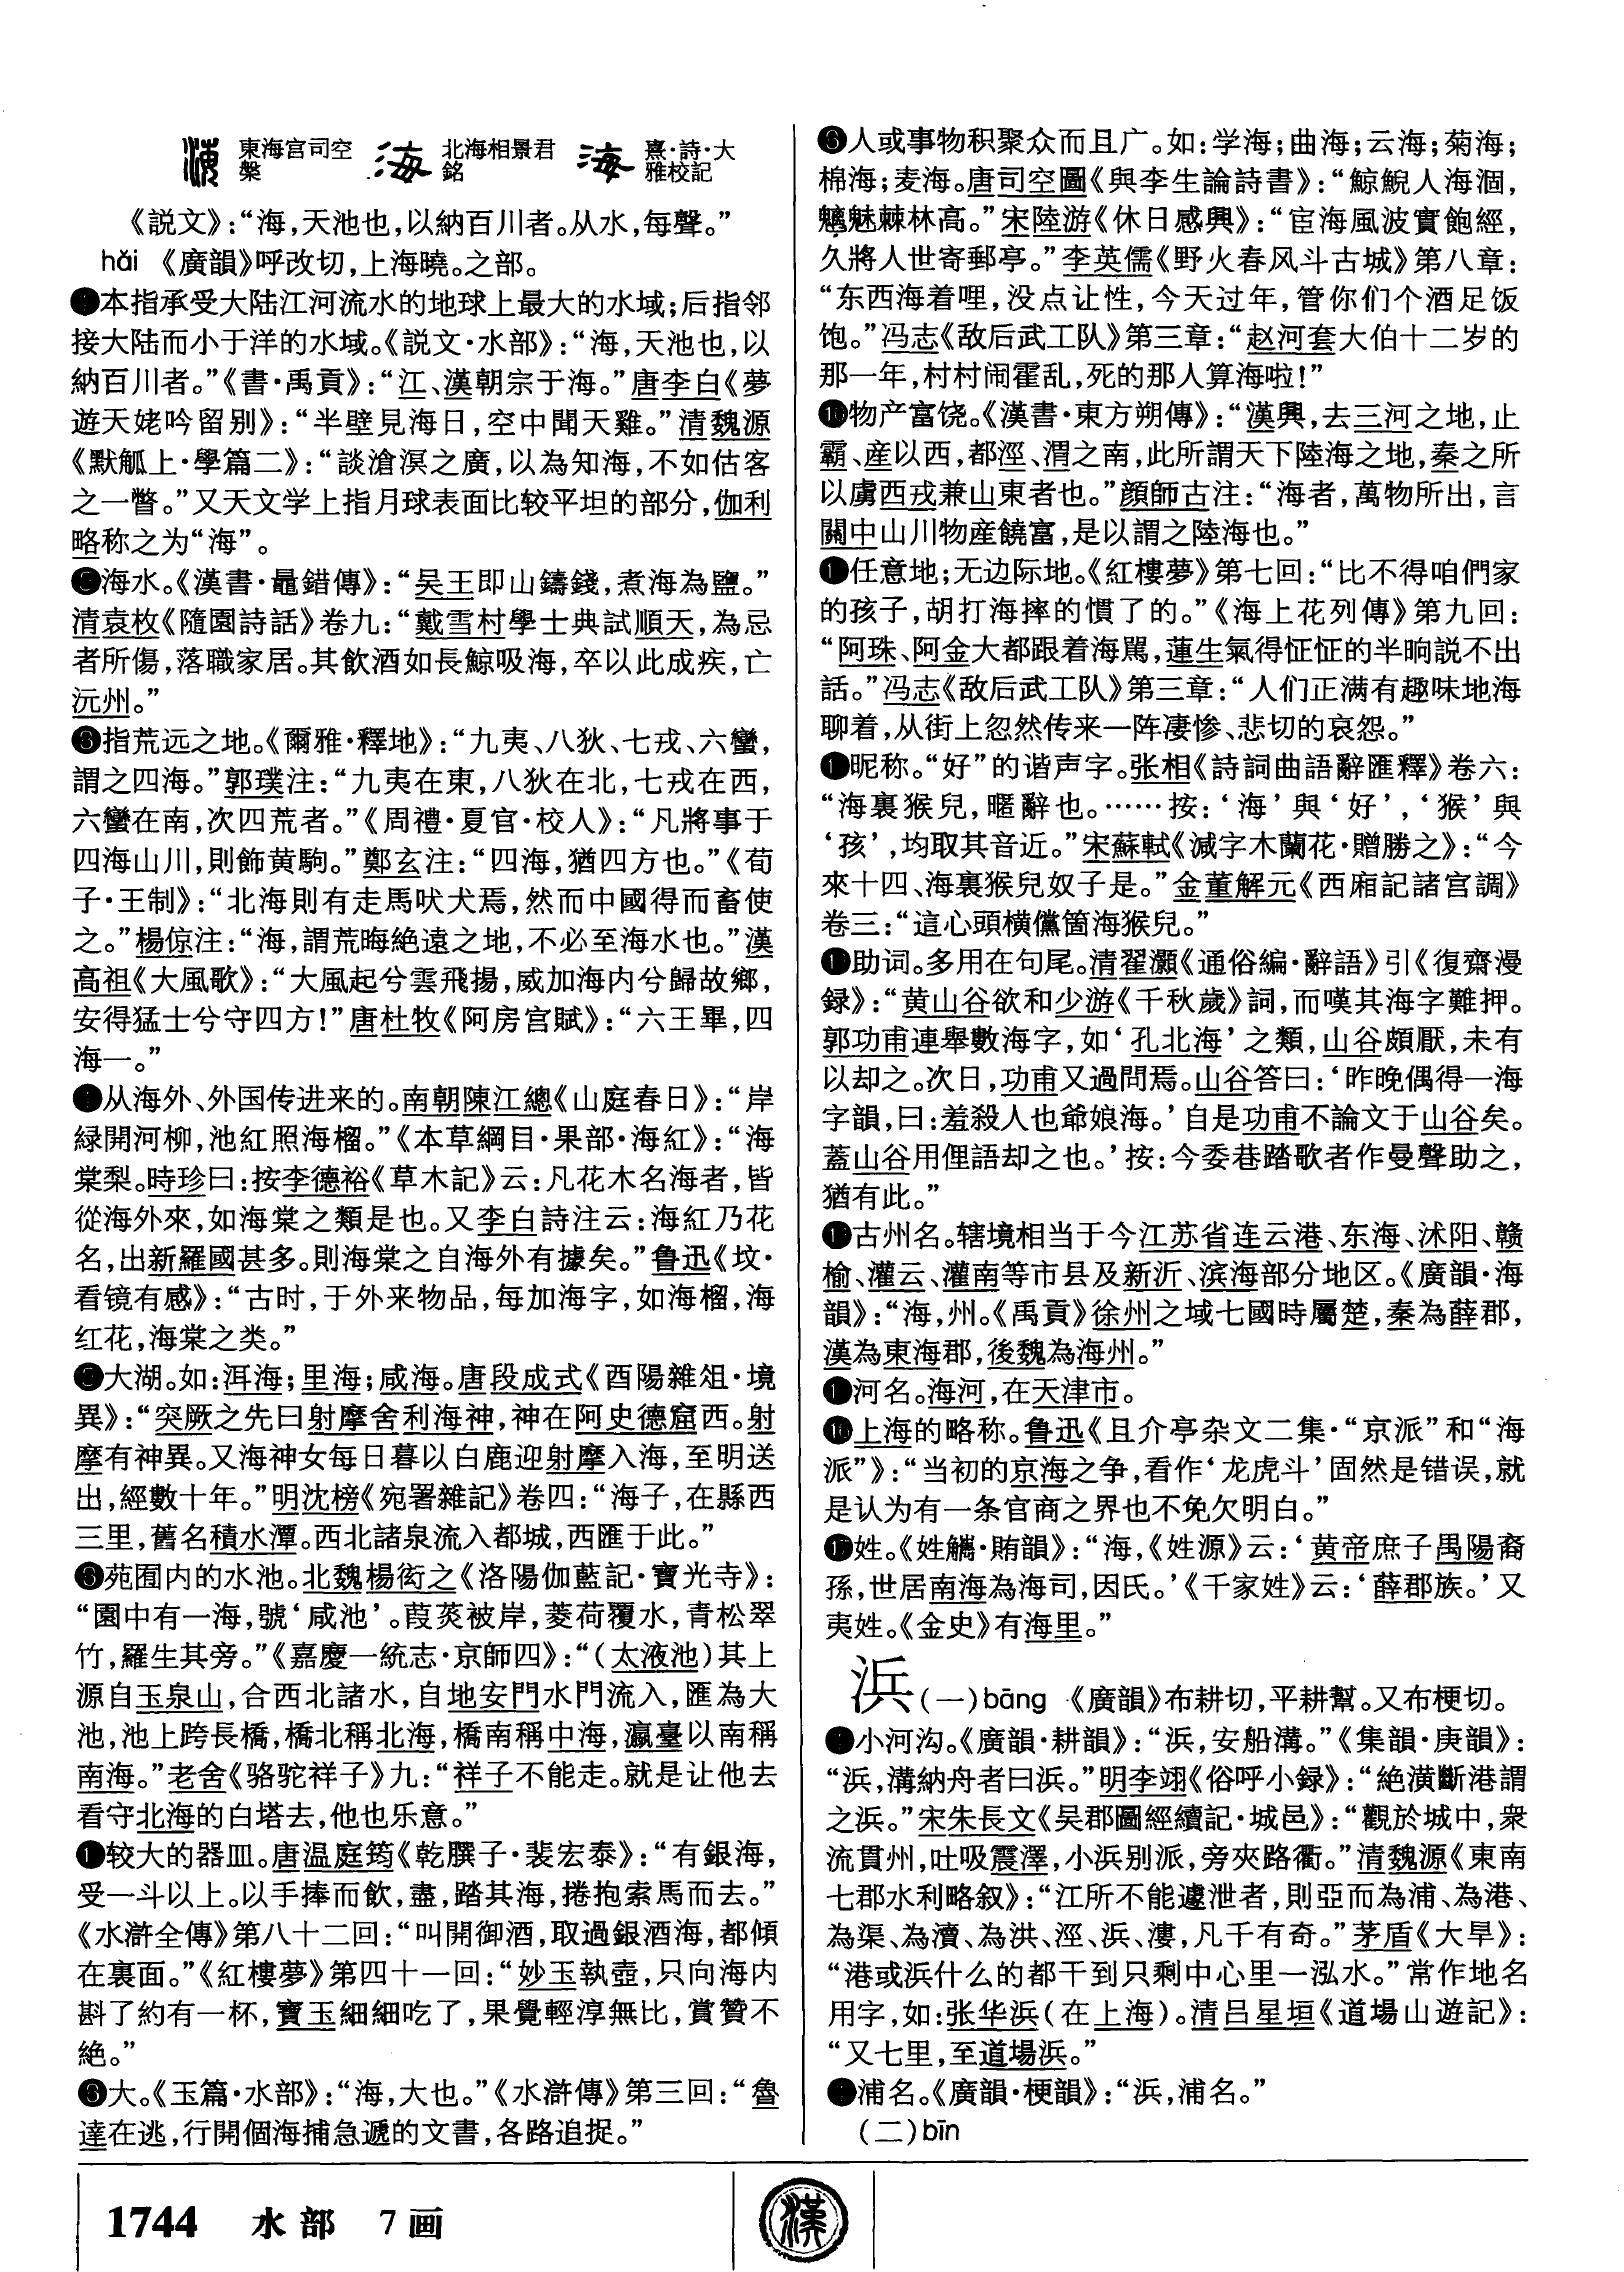 東海宮司空
槃
北海相景君
銘
熹·詩·大
雅校記
《説文》：“海，天池也，以納百川者。从水，每聲。”
hǎi 《廣韻》呼改切，上海曉。之部。
❶本指承受大陆江河流水的地球上最大的水域；后指邻
接大陆而小于洋的水域。《説文·水部》：“海，天池也，以
納百川者。”《書·禹貢》：“江、漢朝宗于海。”唐李白《夢
遊天姥吟留别》：“半壁見海日，空中聞天雞。”清魏源
《默觚上·學篇二》：“談滄溟之廣，以為知海，不如估客
之一瞥。”又天文学上指月球表面比较平坦的部分，伽利
略称之为“海”。
❷海水。《漢書·鼂錯傳》：“吴王即山鑄錢，煮海為鹽。”
清袁枚《隨園詩話》卷九：“戴雪村學士典試順天，為忌
者所傷，落職家居。其飲酒如長鯨吸海，卒以此成疾，亡
沅州。”
❸指荒远之地。《爾雅·釋地》：“九夷、八狄、七戎、六蠻，
謂之四海。”郭璞注：“九夷在東，八狄在北，七戎在西，
六蠻在南，次四荒者。”《周禮·夏官·校人》：“凡將事于
四海山川，則飾黄駒。”鄭玄注：“四海，猶四方也。”《荀
子·王制》：“北海則有走馬吠犬焉，然而中國得而畜使
之。”楊倞注：“海，謂荒晦絶遠之地，不必至海水也。”漢
高祖《大風歌》：“大風起兮雲飛揚，威加海内兮歸故鄉，
安得猛士兮守四方！”唐杜牧《阿房宫賦》：“六王畢，四
海一。”
❹从海外、外国传进来的。南朝陳江總《山庭春日》：“岸
緑開河柳，池紅照海榴。”《本草綱目·果部·海紅》：“海
棠梨。時珍曰：按李德裕《草木記》云：凡花木名海者，皆
從海外來，如海棠之類是也。又李白詩注云：海紅乃花
名，出新羅國甚多。則海棠之自海外有據矣。”鲁迅《坟·
看镜有感》：“古时，于外来物品，每加海字，如海榴，海
红花，海棠之类。”
❺大湖。如：洱海；里海；咸海。唐段成式《酉陽雜俎·境
異》：“突厥之先曰射摩舍利海神，神在阿史德窟西。射
摩有神異。又海神女每日暮以白鹿迎射摩入海，至明送
出，經數十年。”明沈榜《宛署雜記》卷四：“海子，在縣西
三里，舊名積水潭。西北諸泉流入都城，西匯于此。”
❻苑囿内的水池。北魏楊衒之《洛陽伽藍記·寶光寺》：
“園中有一海，號‘咸池’。葭菼被岸，菱荷覆水，青松翠
竹，羅生其旁。”《嘉慶一統志·京師四》：“（太液池）其上
源自玉泉山，合西北諸水，自地安門水門流入，匯為大
池，池上跨長橋，橋北稱北海，橋南稱中海，瀛臺以南稱
南海。”老舍《骆驼祥子》九：“祥子不能走。就是让他去
看守北海的白塔去，他也乐意。”
❼较大的器皿。唐温庭筠《乾𦠆子·裴宏泰》：“有銀海，
受一斗以上。以手捧而飲，盡，踏其海，捲抱索馬而去。”
《水滸全傳》第八十二回：“叫開御酒，取過銀酒海，都傾
在裏面。”《紅樓夢》第四十一回：“妙玉執壺，只向海内
斟了約有一杯，寶玉細細吃了，果覺輕淳無比，賞贊不
絶。”
❽大。《玉篇·水部》：“海，大也。”《水滸傳》第三回：“魯
達在逃，行開個海捕急遞的文書，各路追捉。”
❾人或事物积聚众而且广。如：学海；曲海；云海；菊海；
棉海；麦海。唐司空圖《與李生論詩書》：“鯨鯢人海涸，
魑魅棘林高。”宋陸游《休日感興》：“宦海風波實飽經，
久將人世寄郵亭。”李英儒《野火春风斗古城》第八章：
“东西海着哩，没点让性，今天过年，管你们个酒足饭
饱。”冯志《敌后武工队》第三章：“赵河套大伯十二岁的
那一年，村村闹霍乱，死的那人算海啦！”
❿物产富饶。《漢書·東方朔傳》：“漢興，去三河之地，止
霸、産以西，都涇、渭之南，此所謂天下陸海之地，秦之所
以虜西戎兼山東者也。”顔師古注：“海者，萬物所出，言
關中山川物産饒富，是以謂之陸海也。”
⓫任意地；无边际地。《紅樓夢》第七回：“比不得咱們家
的孩子，胡打海摔的慣了的。”《海上花列傳》第九回：
“阿珠、阿金大都跟着海駡，蓮生氣得怔怔的半晌説不出
話。”冯志《敌后武工队》第三章：“人们正满有趣味地海
聊着，从街上忽然传来一阵凄惨、悲切的哀怨。”
⓬昵称。“好”的谐声字。张相《詩詞曲語辭匯釋》卷六：
“海裏猴兒，暱辭也。……按：‘海’與‘好’，‘猴’與
‘孩’，均取其音近。”宋蘇軾《減字木蘭花·贈勝之》：“今
來十四、海裏猴兒奴子是。”金董解元《西廂記諸宫調》
卷三：“這心頭横儻箇海猴兒。”
⓭助词。多用在句尾。清翟灝《通俗編·辭語》引《復齋漫
録》：“黄山谷欲和少游《千秋歲》詞，而嘆其海字難押。
郭功甫連舉數海字，如‘孔北海’之類，山谷頗厭，未有
以却之。次日，功甫又過問焉。山谷答曰：‘昨晚偶得一海
字韻，曰：羞殺人也爺娘海。’自是功甫不論文于山谷矣。
蓋山谷用俚語却之也。’按：今委巷踏歌者作曼聲助之，
猶有此。”
⓮古州名。辖境相当于今江苏省连云港、东海、沭阳、赣
榆、灌云、灌南等市县及新沂、滨海部分地区。《廣韻·海
韻》：“海，州。《禹貢》徐州之域七國時屬楚，秦為薛郡，
漢為東海郡，後魏為海州。”
⓯河名。海河，在天津市。
⓰上海的略称。鲁迅《且介亭杂文二集·“京派”和“海
派”》：“当初的京海之争，看作‘龙虎斗’固然是错误，就
是认为有一条官商之界也不免欠明白。”
⓱姓。《姓觿·賄韻》：“海，《姓源》云：‘黄帝庶子禺陽裔
孫，世居南海為海司，因氏。’《千家姓》云：‘薛郡族。’又
夷姓。《金史》有海里。”
浜（一）bāng 《廣韻》布耕切，平耕幫。又布梗切。
❶小河沟。《廣韻·耕韻》：“浜，安船溝。”《集韻·庚韻》：
“浜，溝納舟者曰浜。”明李翊《俗呼小録》：“絶潢斷港謂
之浜。”宋朱長文《吴郡圖經續記·城邑》：“觀於城中，衆
流貫州，吐吸震澤，小浜别派，旁夾路衢。”清魏源《東南
七郡水利略叙》：“江所不能遽泄者，則亞而為浦、為港、
為渠、為瀆、為洪、涇、浜、漊，凡千有奇。”茅盾《大旱》：
“港或浜什么的都干到只剩中心里一泓水。”常作地名
用字，如：张华浜（在上海）。清吕星垣《道場山遊記》：
“又七里，至道場浜。”
❷浦名。《廣韻·梗韻》：“浜，浦名。”
（二）bīn
1744 水部 7画
漢